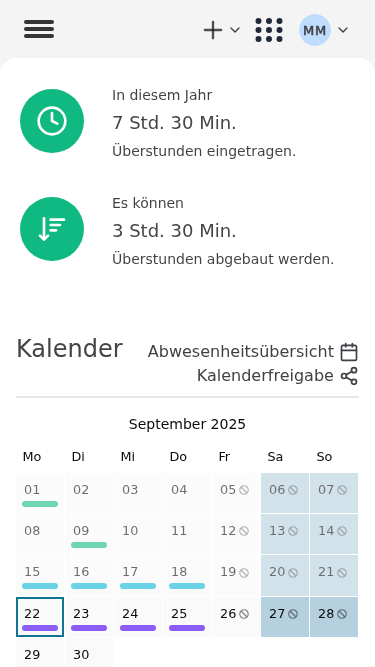 MM
In diesem Jahr
7 Std. 30 Min.
Überstunden eingetragen.
Es können
3 Std. 30 Min.
Überstunden abgebaut werden.
Kalender
Abwesenheitsübersicht
Kalenderfreigabe
September 2025
Mo Di Mi Do Fr Sa So
01 02 03 04 05 06 07
08 09 10 11 12 13 14
15 16 17 18 19 20 21
22 23 24 25 26 27 28
29 30